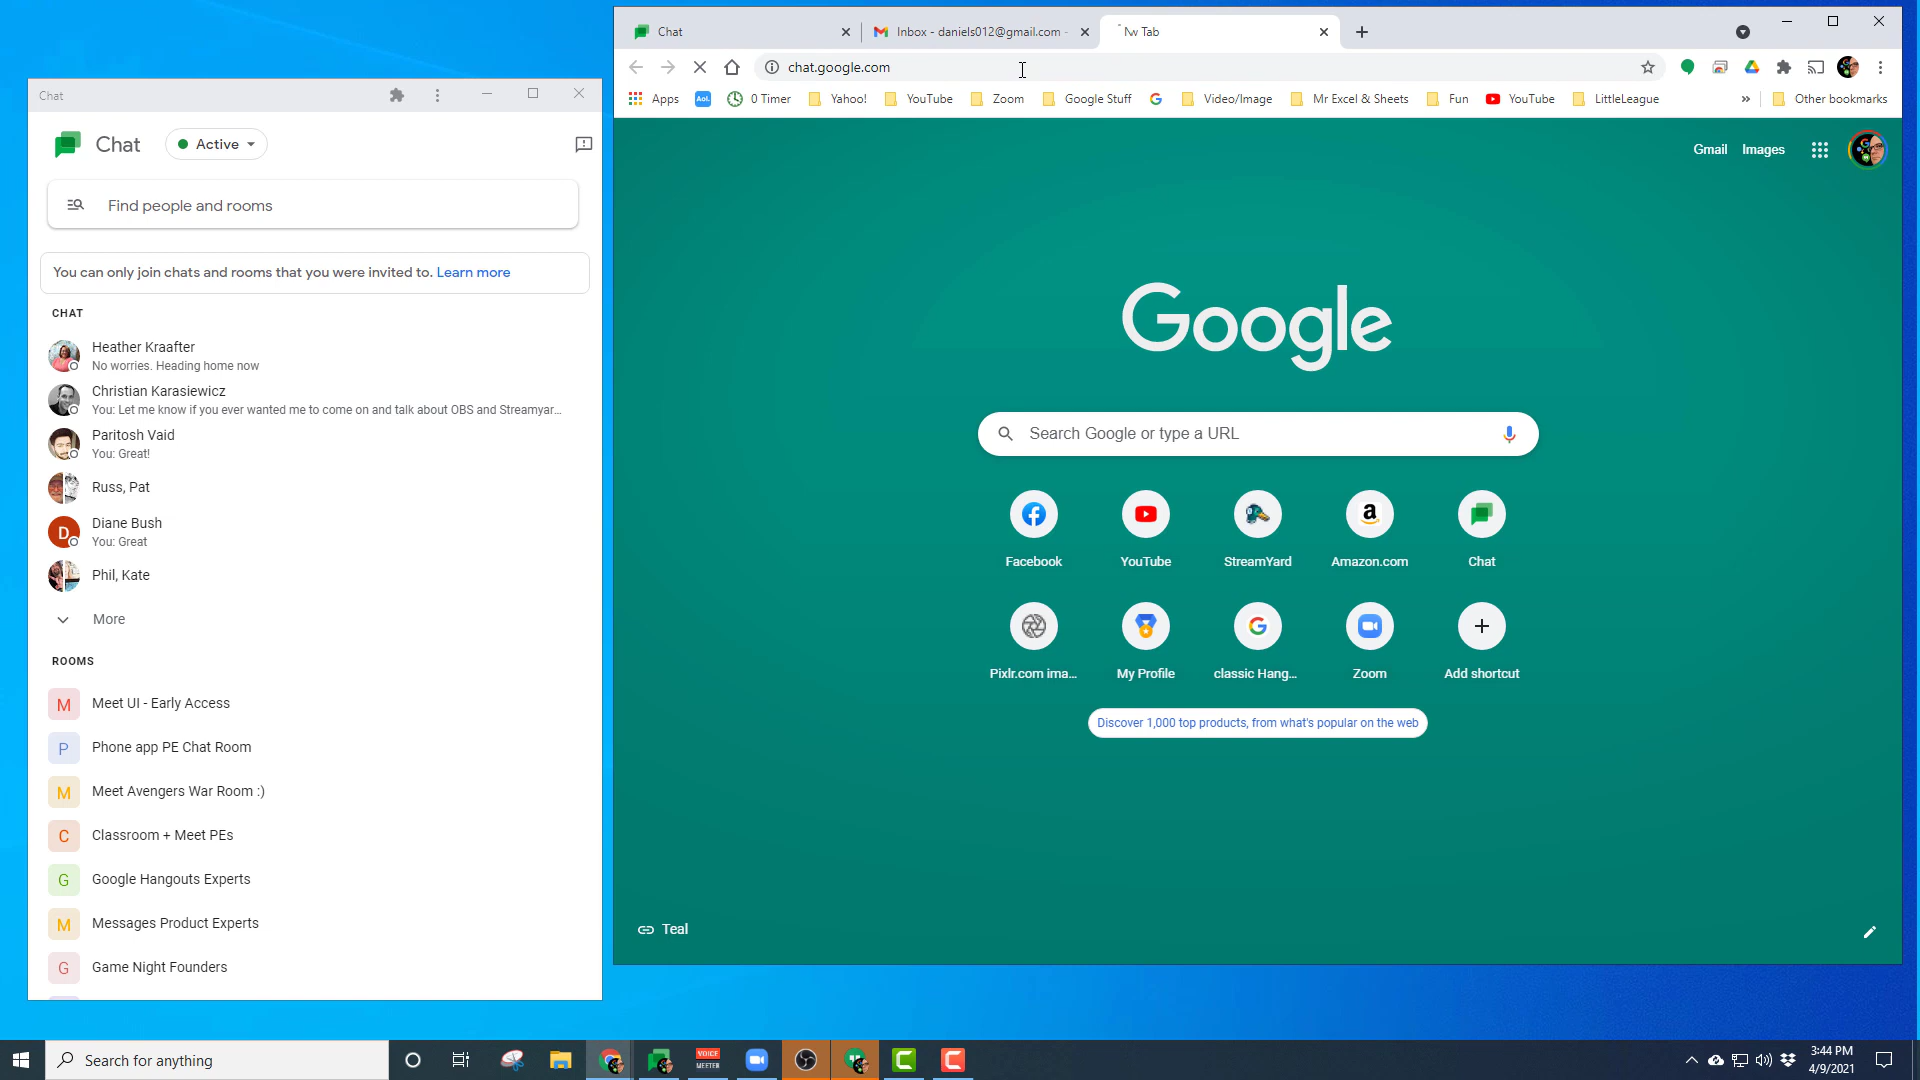 Chat
Chat
Active
Find people and rooms
You can only join chats and rooms that you were invited to. Learn more
CHAT
Heather Kraafter
No worries. Heading home now
Christian Karasiewicz
You: Let me know if you ever wanted me to come on and talk about OBS and Streamyar...
Paritosh Vaid
You: Great!
Russ, Pat
D
Diane Bush
You: Great
Phil, Kate
More
ROOMS
M Meet UI - Early Access
P Phone app PE Chat Room
M Meet Avengers War Room :)
C Classroom + Meet PEs
G Google Hangouts Experts
M Messages Product Experts
G Game Night Founders
Chat
Inbox - daniels012@gmail.com -
Tab
chat.google.com
Apps Aol. 0 Timer Yahoo! YouTube Zoom Google Stuff G Video/Image Mr Excel & Sheets Fun YouTube LittleLeague » Other bookmarks
Gmail Images
Google
Search Google or type a URL
Facebook YouTube StreamYard Amazon.com Chat
Pixlr.com ima... My Profile classic Hang... Zoom Add shortcut
Discover 1,000 top products, from what's popular on the web
Teal
Search for anything
VOICE
MEETER
3:44 PM
4/9/2021